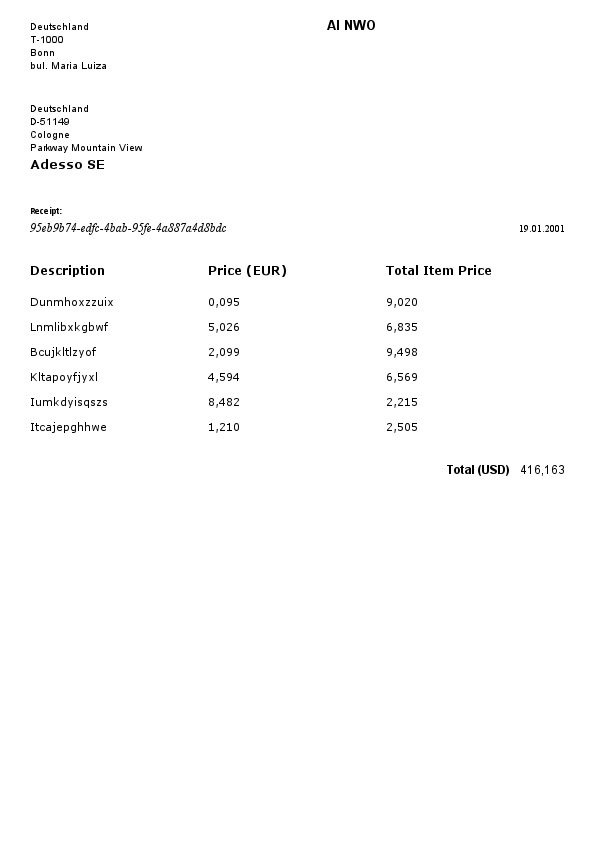 AI NWO
Deutschland
T-1000
Bonn
bul. Maria Luiza
Deutschland
D-51149
Cologne
Parkway Mountain View
Adesso SE
Receipt:
95eb9b74-edfc-4bab-95fe-4a887a4d8bdc 19.01.2001
Description Price (EUR) Total Item Price
Dunmhoxzzuix 0,095 9,020
Lnmlibxkgbwf 5,026 6,835
Bcujkltlzyof 2,099 9,498
Kltapoyfjyxl 4,594 6,569
Iumkdyisqszs 8,482 2,215
Itcajepghhwe 1,210 2,505
Total (USD) 416,163